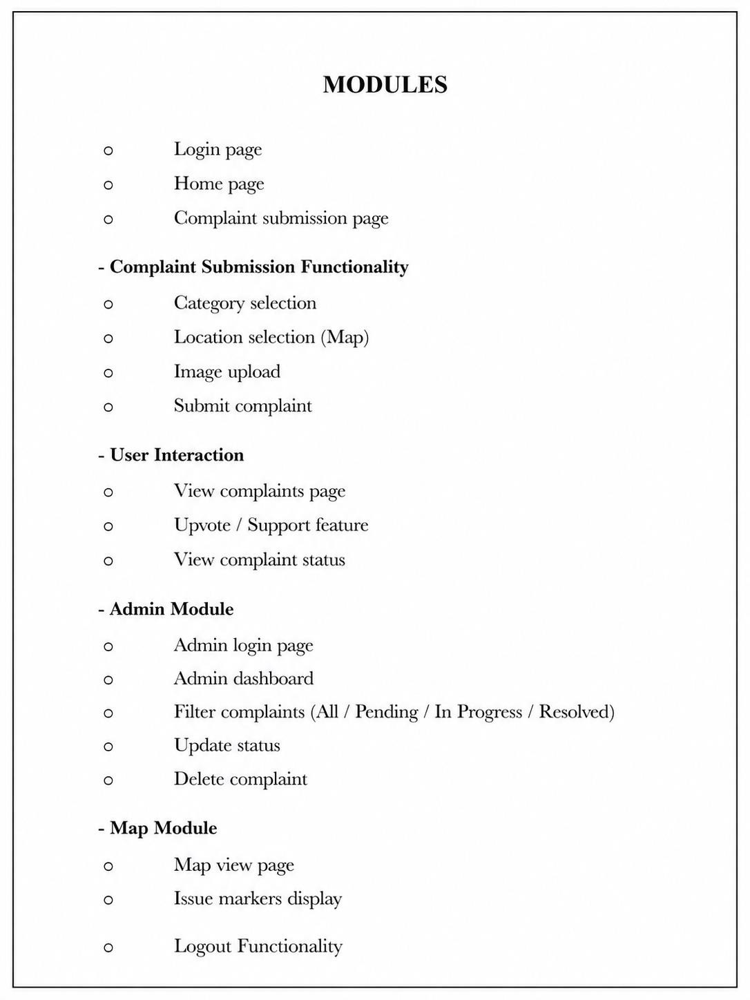 MODULES
o Login page
o Home page
o Complaint submission page
- Complaint Submission Functionality
o Category selection
o Location selection (Map)
o Image upload
o Submit complaint
- User Interaction
o View complaints page
o Upvote / Support feature
o View complaint status
- Admin Module
o Admin login page
o Admin dashboard
o Filter complaints (All / Pending / In Progress / Resolved)
o Update status
o Delete complaint
- Map Module
o Map view page
o Issue markers display
o Logout Functionality